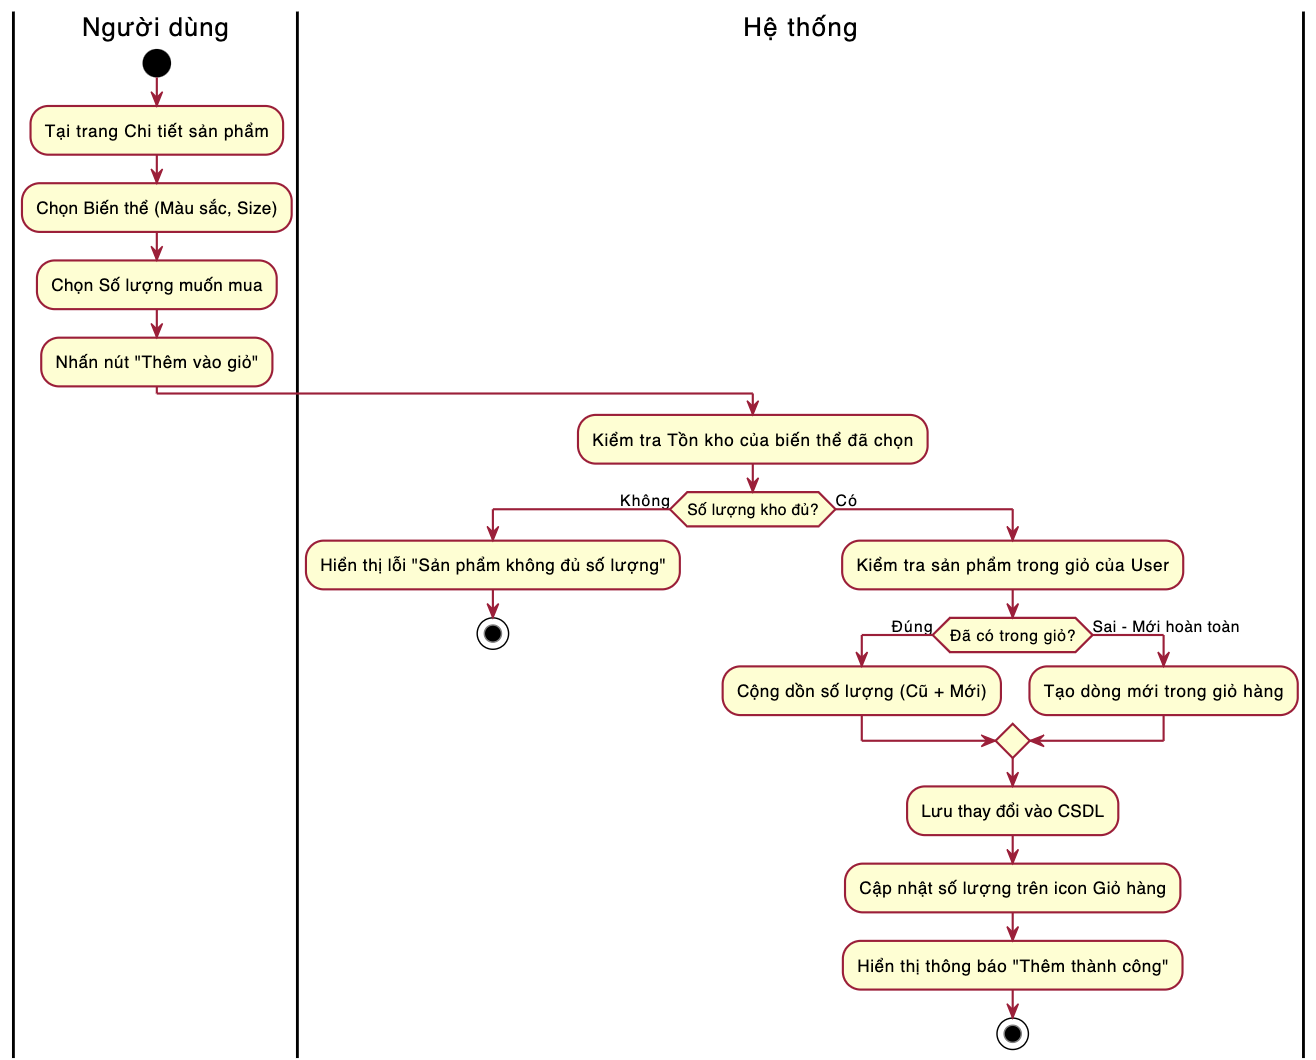 Người dùng
Hệ thống
Tại trang Chi tiết sản phẩm
Chọn Biến thể (Màu sắc, Size)
Chọn Số lượng muốn mua
Nhấn nút "Thêm vào giỏ"
Kiểm tra Tồn kho của biến thể đã chọn
Không
Số lượng kho đủ?
Có
Hiển thị lỗi "Sản phẩm không đủ số lượng"
Kiểm tra sản phẩm trong giỏ của User
Đúng
Đã có trong giỏ?
Sai - Mới hoàn toàn
Cộng dồn số lượng (Cũ + Mới)
Tạo dòng mới trong giỏ hàng
Lưu thay đổi vào CSDL
Cập nhật số lượng trên icon Giỏ hàng
Hiển thị thông báo "Thêm thành công"